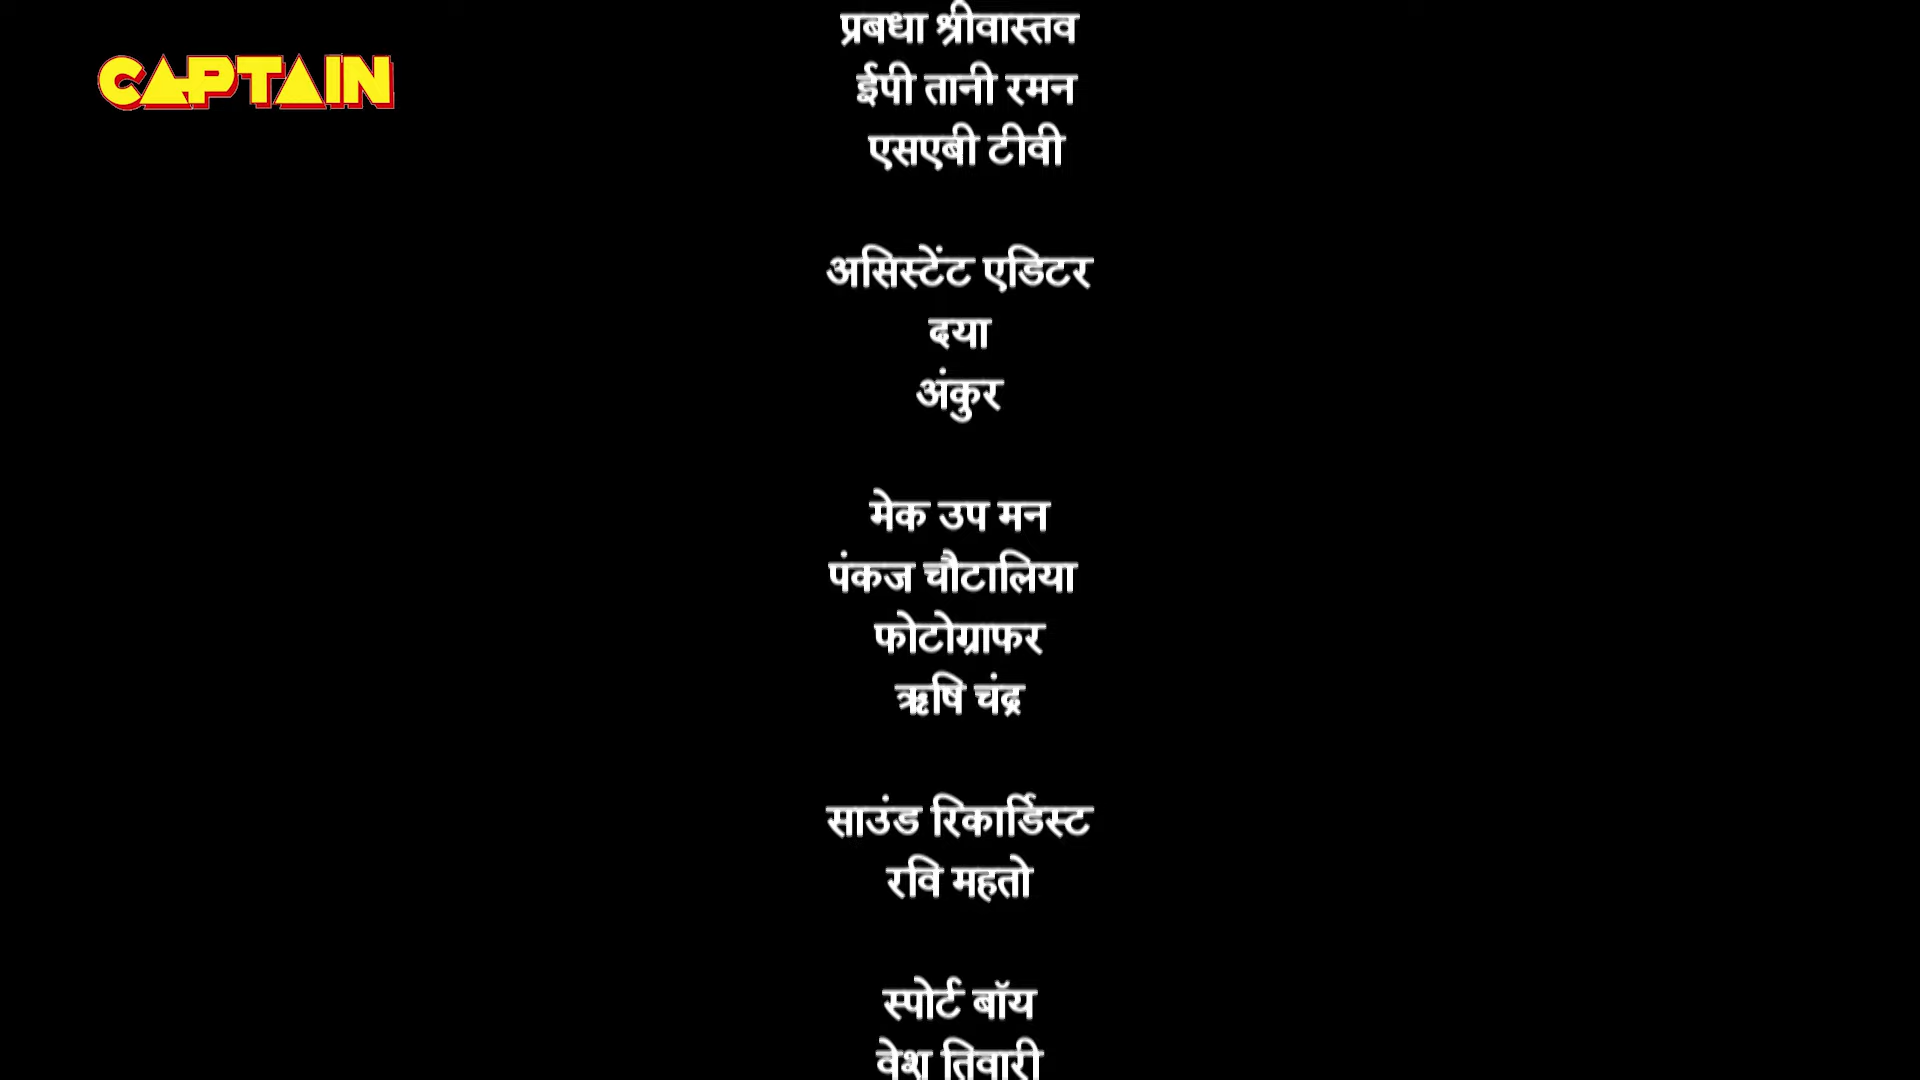 CAPTAIN
प्रबधा श्रीवास्तव
ईपी तानी रमन
एसएबी टीवी
असिस्टेंट एडिटर
दया
अंकुर
मेक उप मन
पंकज चौटालिया
फोटोग्राफर
ऋषि चंद्र
साउंड रिकार्डिस्ट
रवि महतो
स्पोर्ट बॉय
वेश तिवारी